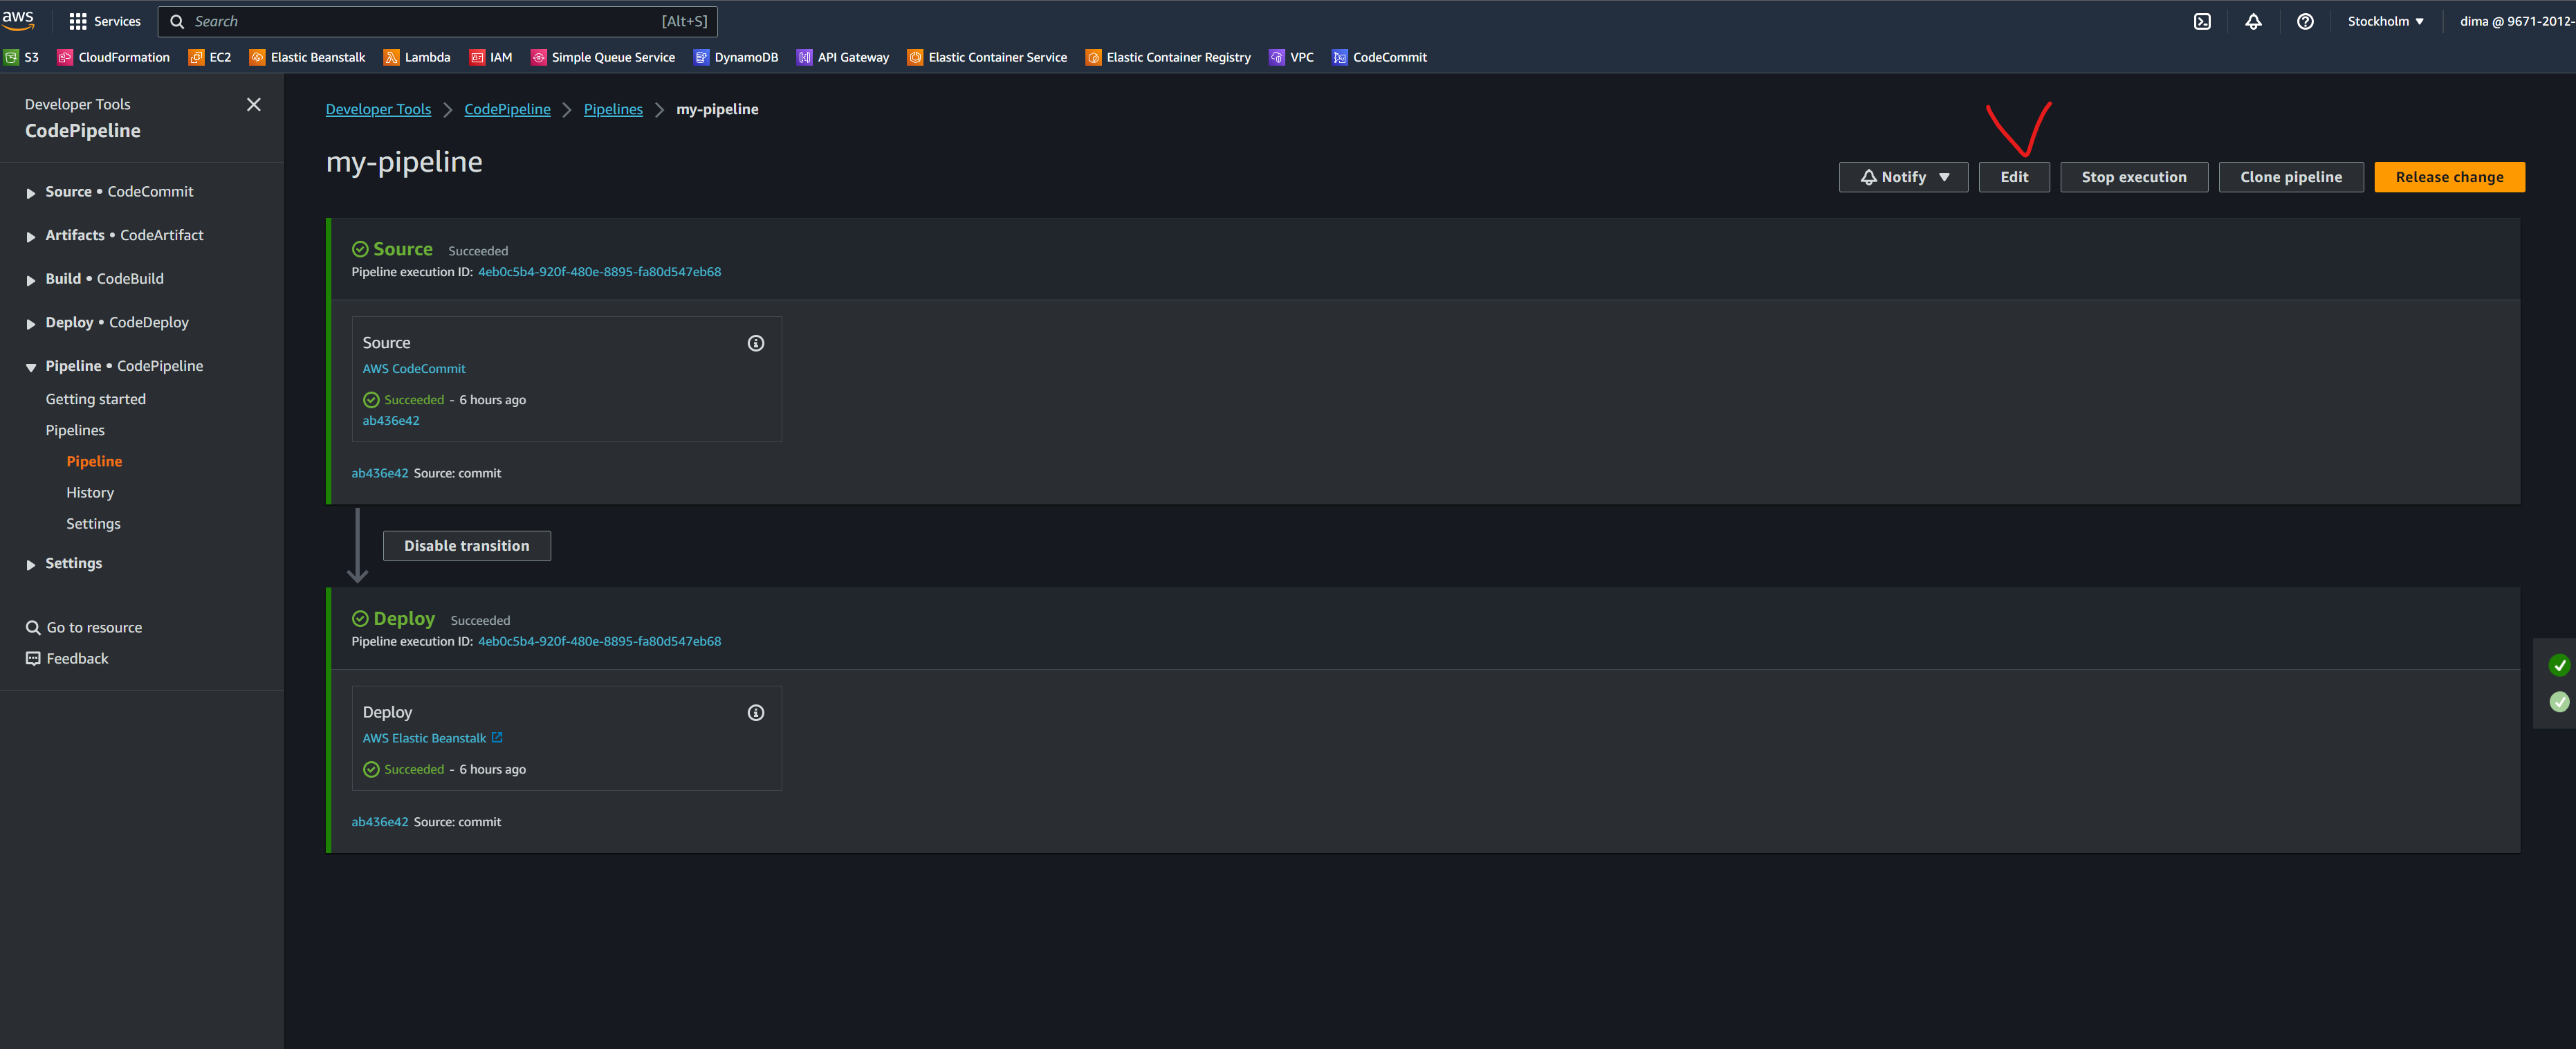 aws
Services
Search [Alt+S]
Stockholm
dima @ 9671-2012-
S3 CloudFormation EC2 Elastic Beanstalk Lambda IAM Simple Queue Service DynamoDB API Gateway Elastic Container Service Elastic Container Registry VPC CodeCommit
Developer Tools
CodePipeline
Source • CodeCommit
Artifacts • CodeArtifact
Build • CodeBuild
Deploy • CodeDeploy
Pipeline • CodePipeline
Getting started
Pipelines
Pipeline
History
Settings
Settings
Go to resource
Feedback
Developer Tools > CodePipeline > Pipelines > my-pipeline
my-pipeline
Notify
Edit
Stop execution
Clone pipeline
Release change
Source Succeeded
Pipeline execution ID: 4eb0c5b4-920f-480e-8895-fa80d547eb68
Source
AWS CodeCommit
Succeeded - 6 hours ago
ab436e42
ab436e42 Source: commit
Disable transition
Deploy Succeeded
Pipeline execution ID: 4eb0c5b4-920f-480e-8895-fa80d547eb68
Deploy
AWS Elastic Beanstalk
Succeeded - 6 hours ago
ab436e42 Source: commit